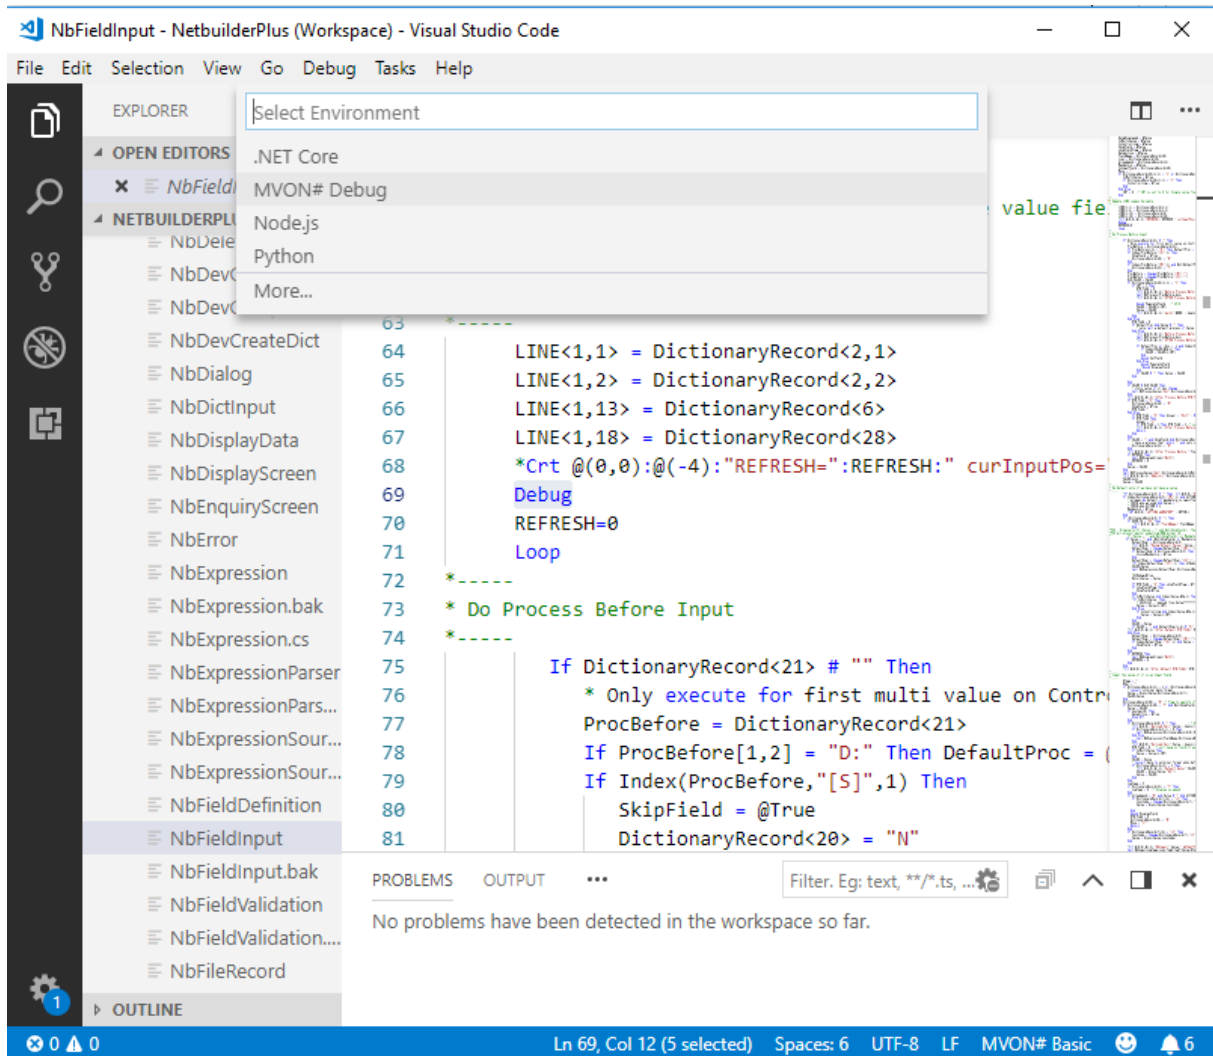 NbFieldInput - NetbuilderPlus (Workspace) - Visual Studio Code
File Edit Selection View Go Debug Tasks Help
EXPLORER
Select Environment
.NET Core
MVON# Debug
Node.js
Python
More...
OPEN EDITORS
NbFieldI
NETBUILDERPLU
NbDele
NbDevC
NbDevC
NbDevCreateDict
NbDialog
NbDictInput
NbDisplayData
NbDisplayScreen
NbEnquiryScreen
NbError
NbExpression
NbExpression.bak
NbExpression.cs
NbExpressionParser
NbExpressionPars...
NbExpressionSour...
NbExpressionSour...
NbFieldDefinition
NbFieldInput
NbFieldInput.bak
NbFieldValidation
NbFieldValidation....
NbFileRecord
OUTLINE
value fie
63 *-----
64 LINE<1,1> = DictionaryRecord<2,1>
65 LINE<1,2> = DictionaryRecord<2,2>
66 LINE<1,13> = DictionaryRecord<6>
67 LINE<1,18> = DictionaryRecord<28>
68 *Crt @(0,0):@(-4):"REFRESH=":REFRESH:" curInputPos="
69 Debug
70 REFRESH=0
71 Loop
72 *-----
73 * Do Process Before Input
74 *-----
75 If DictionaryRecord<21> # "" Then
76 * Only execute for first multi value on Contr
77 ProcBefore = DictionaryRecord<21>
78 If ProcBefore[1,2] = "D:" Then DefaultProc = (
79 If Index(ProcBefore,"[S]",1) Then
80 SkipField = @True
81 DictionaryRecord<20> = "N"
PROBLEMS OUTPUT ...
Filter. Eg: text, **/*.ts, ...
No problems have been detected in the workspace so far.
1
0 0
Ln 69, Col 12 (5 selected) Spaces: 6 UTF-8 LF MVON# Basic 6